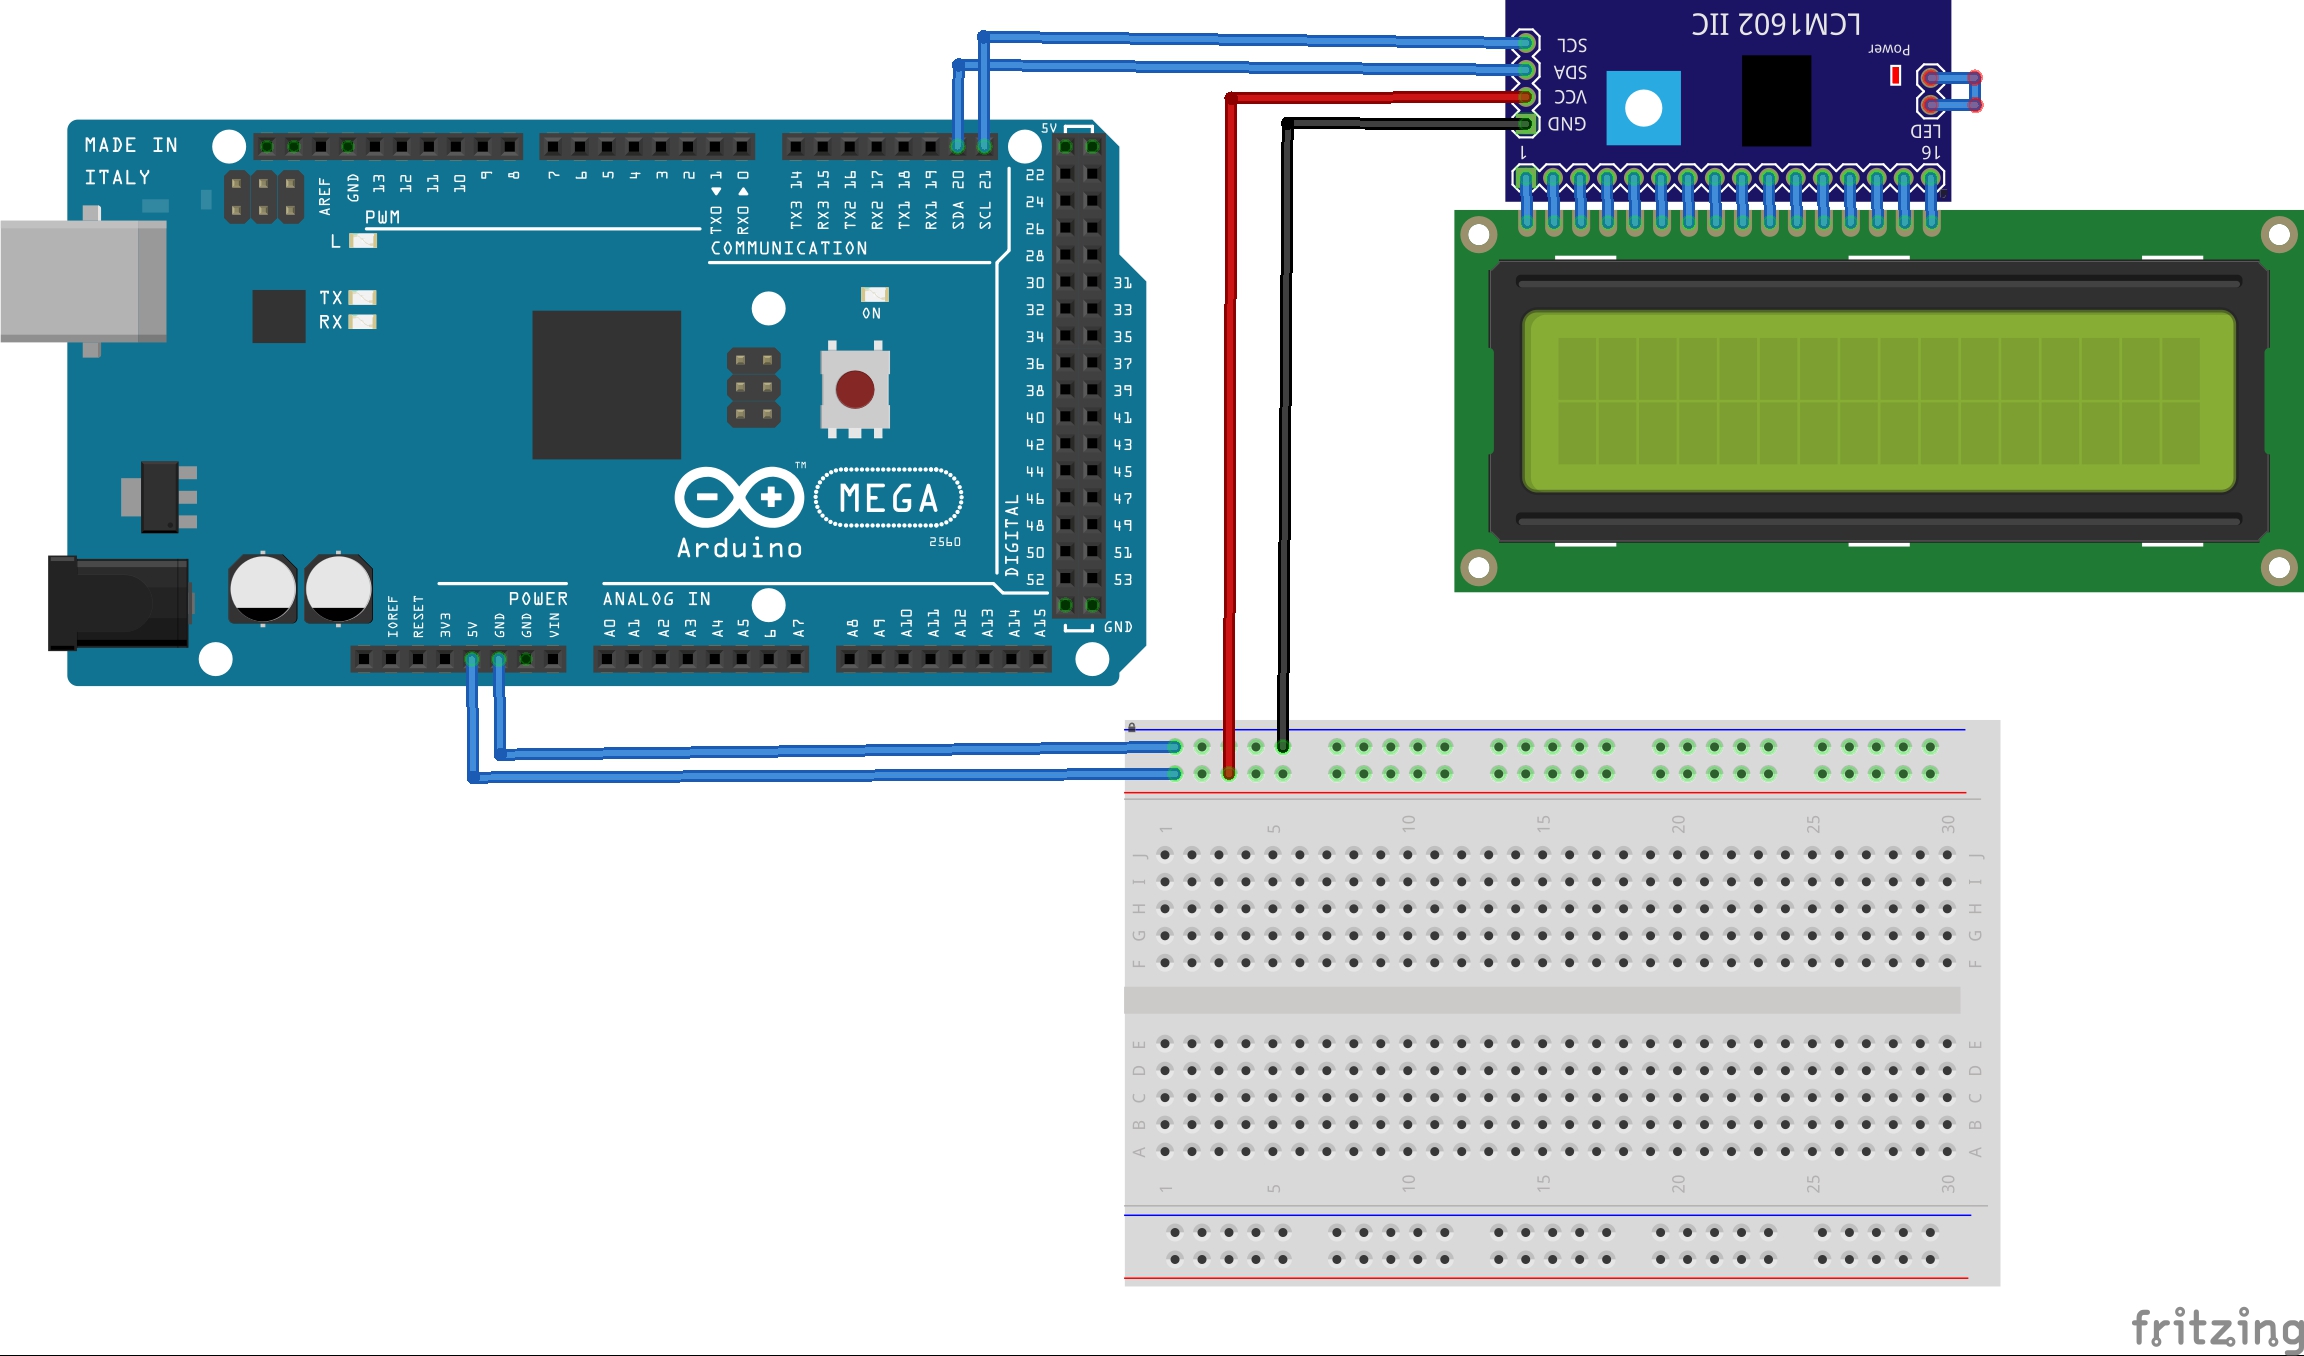 LCM1602 IIC
SCL
SDA
VCC
GND
Power
LED
1
16
MADE IN
ITALY
AREF
GND
13
12
11
10
9
8
7
6
5
4
3
2
TX0 1
RX0 0
TX3 14
RX3 15
TX2 16
RX2 17
TX1 18
RX1 19
SDA 20
SCL 21
5V
PWM
COMMUNICATION
L
TX
RX
ON
22
24
26
28
30 31
32 33
34 35
36 37
38 39
40 41
42 43
44 45
46 47
48 49
50 51
52 53
GND
DIGITAL
MEGA
2560
TM
Arduino
POWER
ANALOG IN
IOREF
RESET
3V3
5V
GND
GND
VIN
A0
A1
A2
A3
A4
A5
6
A7
A8
A9
A10
A11
A12
A13
A14
A15
1 5 10 15 20 25 30
J J
I I
H H
G G
F F
E E
D D
C C
B B
A A
1 5 10 15 20 25 30
fritzing